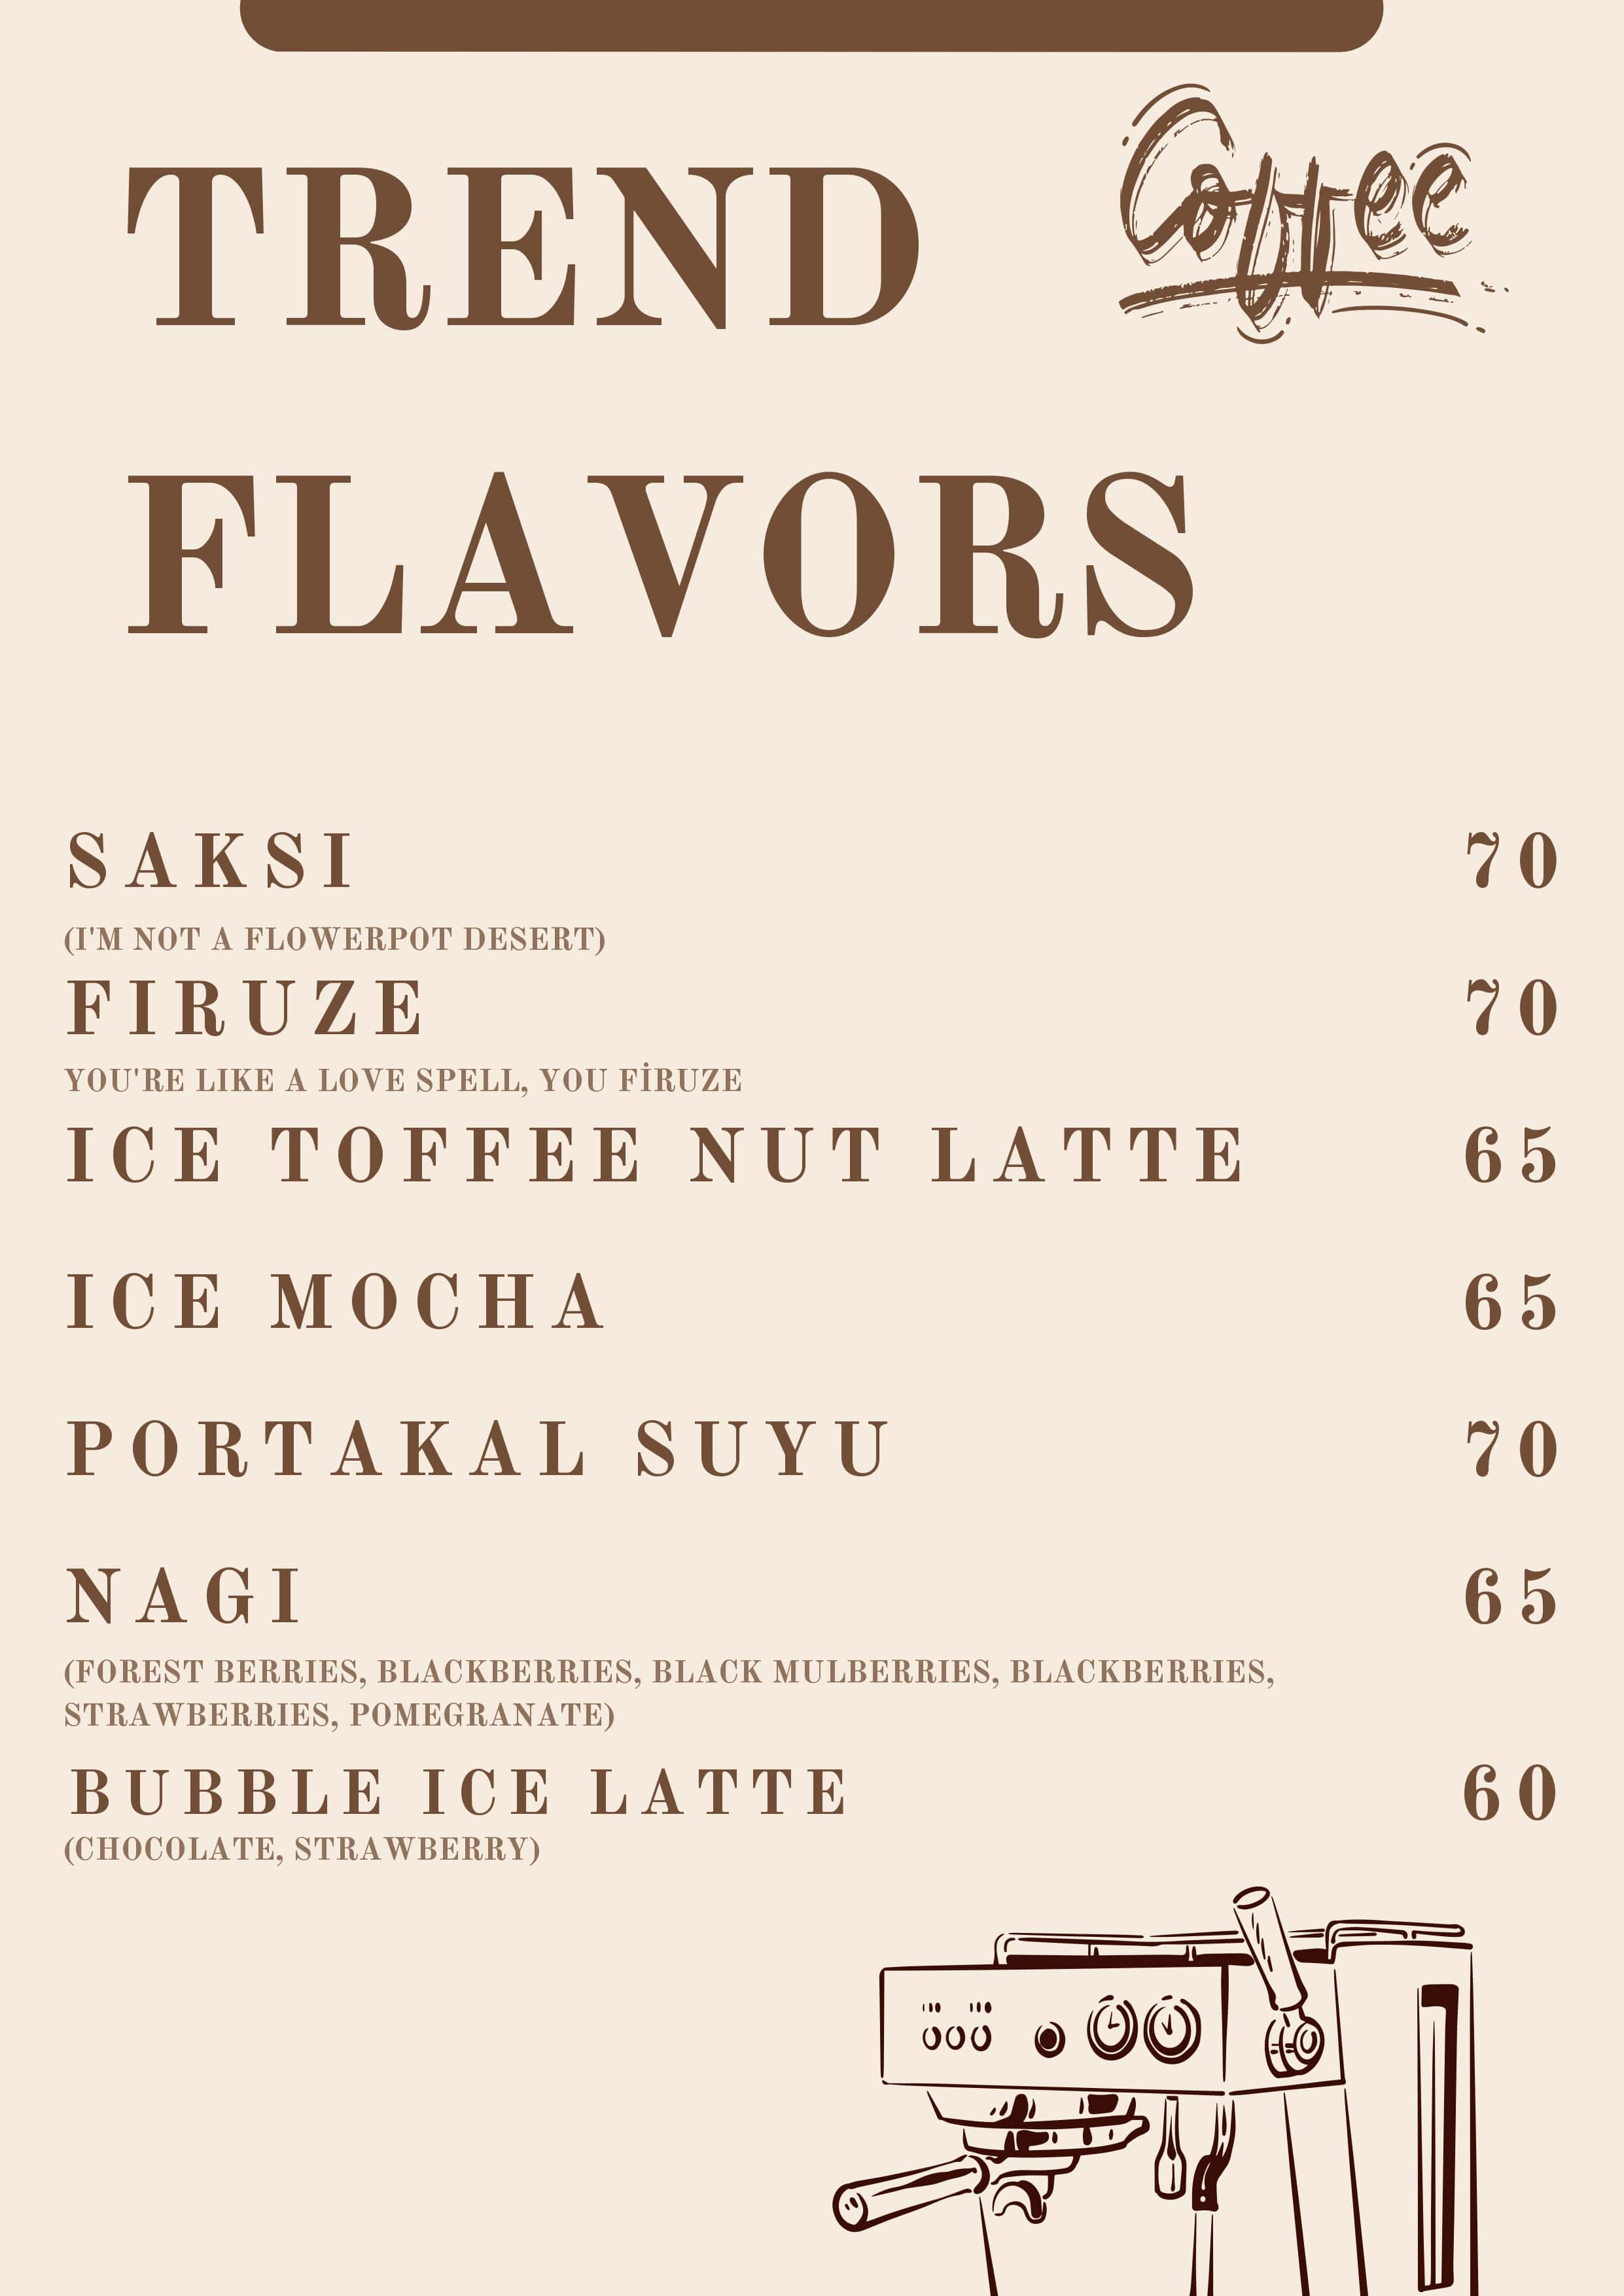 Coffee
TREND
FLAVORS
SAKSI 70
(I'M NOT A FLOWERPOT DESERT)
FIRUZE 70
YOU'RE LIKE A LOVE SPELL, YOU FİRUZE
ICE TOFFEE NUT LATTE 65
ICE MOCHA 65
PORTAKAL SUYU 70
NAGI 65
(FOREST BERRIES, BLACKBERRIES, BLACK MULBERRIES, BLACKBERRIES,
STRAWBERRIES, POMEGRANATE)
BUBBLE ICE LATTE 60
(CHOCOLATE, STRAWBERRY)